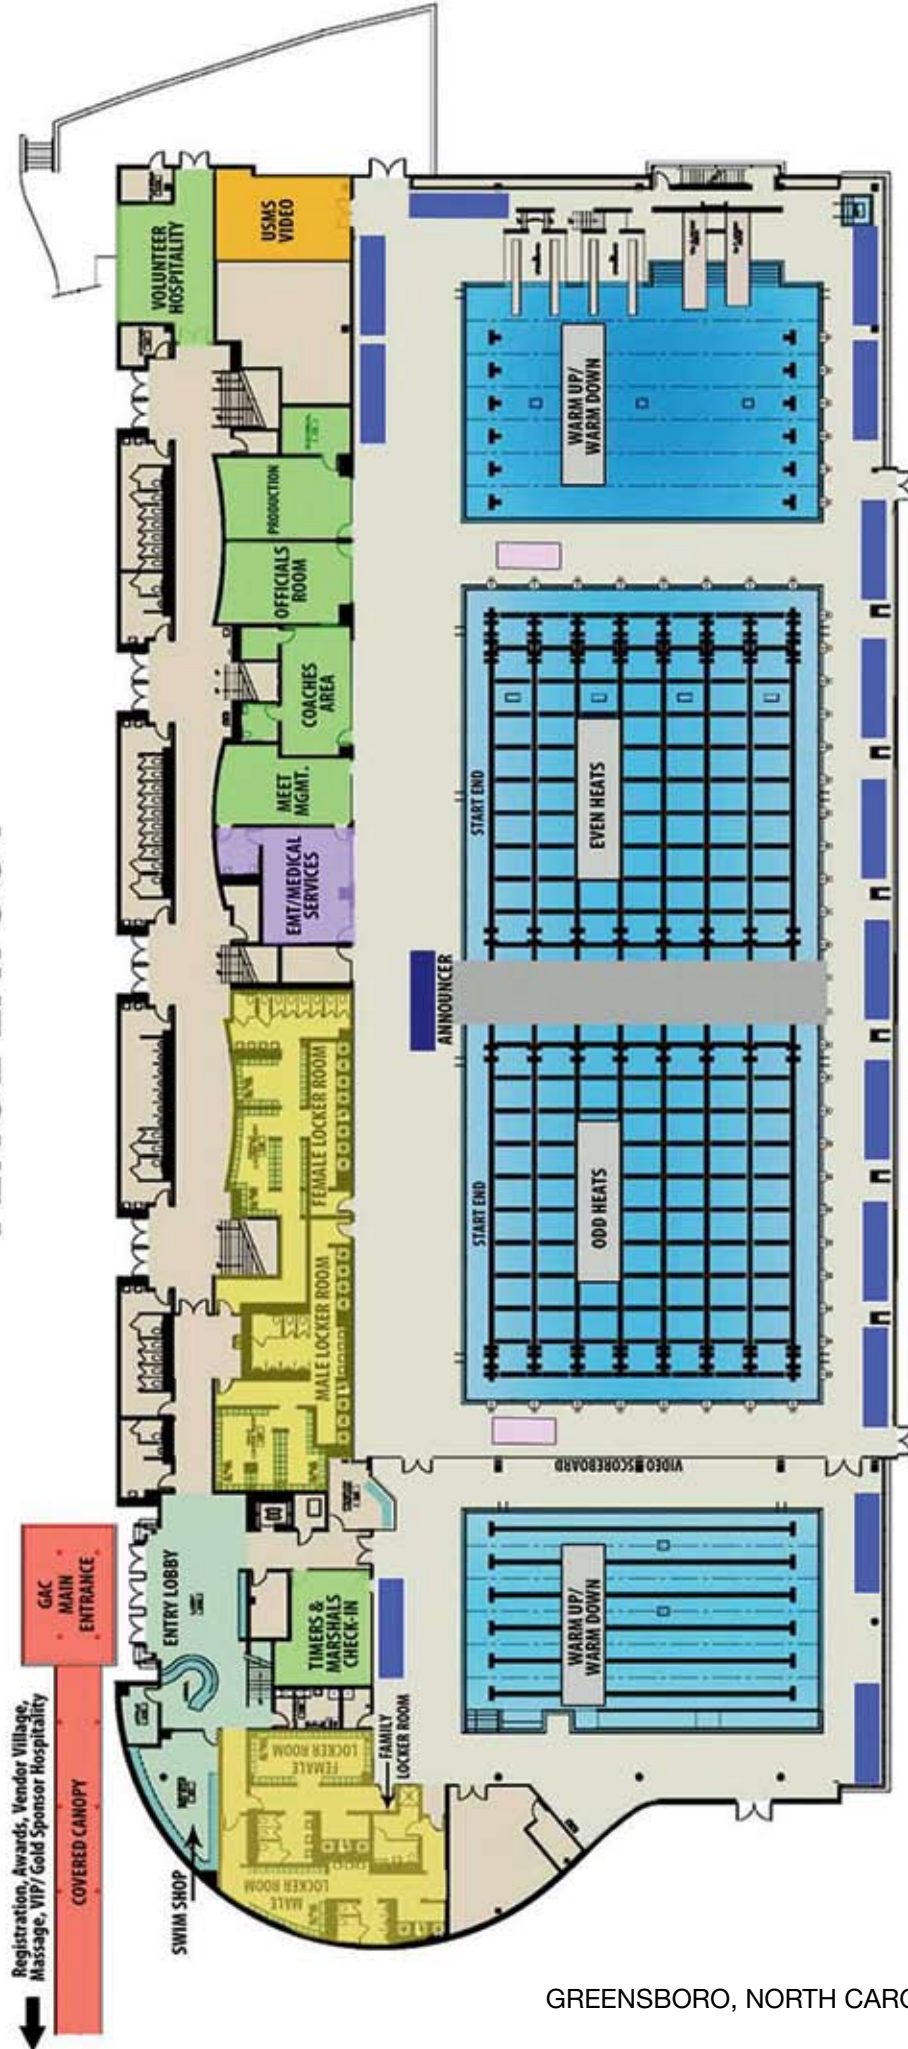 VOLUNTEER
HOSPITALITY
USMS
VIDEO
WARM UP/
WARM DOWN
PRODUCTION
OFFICIALS
ROOM
COACHES
AREA
MEET
MGMT.
EMT/MEDICAL
SERVICES
START END
EVEN HEATS
ANNOUNCER
FEMALE LOCKER ROOM
MALE LOCKER ROOM
START END
ODD HEATS
VIDEO SCOREBOARD
GAC
MAIN
ENTRANCE
ENTRY LOBBY
TIMERS &
MARSHALS
CHECK-IN
WARM UP/
WARM DOWN
Registration, Awards, Vendor Village,
Massage, VIP/ Gold Sponsor Hospitality
COVERED CANOPY
SWIM SHOP
FEMALE
LOCKER ROOM
FAMILY
LOCKER ROOM
MALE
LOCKER ROOM
GREENSBORO, NORTH CARO